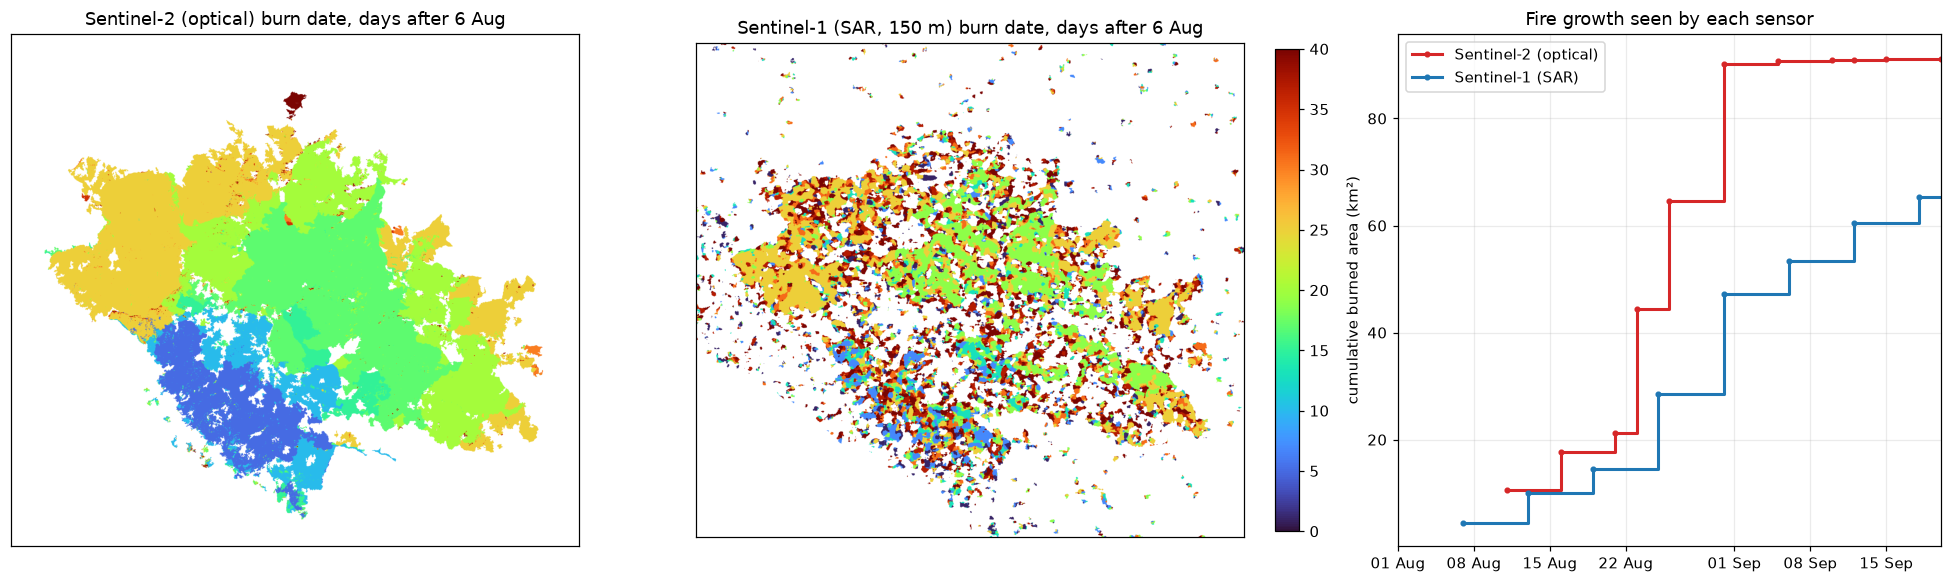 Sentinel-2 (optical) burn date, days after 6 Aug
Sentinel-1 (SAR, 150 m) burn date, days after 6 Aug
40
35
30
25
20
15
10
5
0
Fire growth seen by each sensor
Sentinel-2 (optical)
Sentinel-1 (SAR)
cumulative burned area (km²)
80
60
40
20
01 Aug
08 Aug
15 Aug
22 Aug
01 Sep
08 Sep
15 Sep